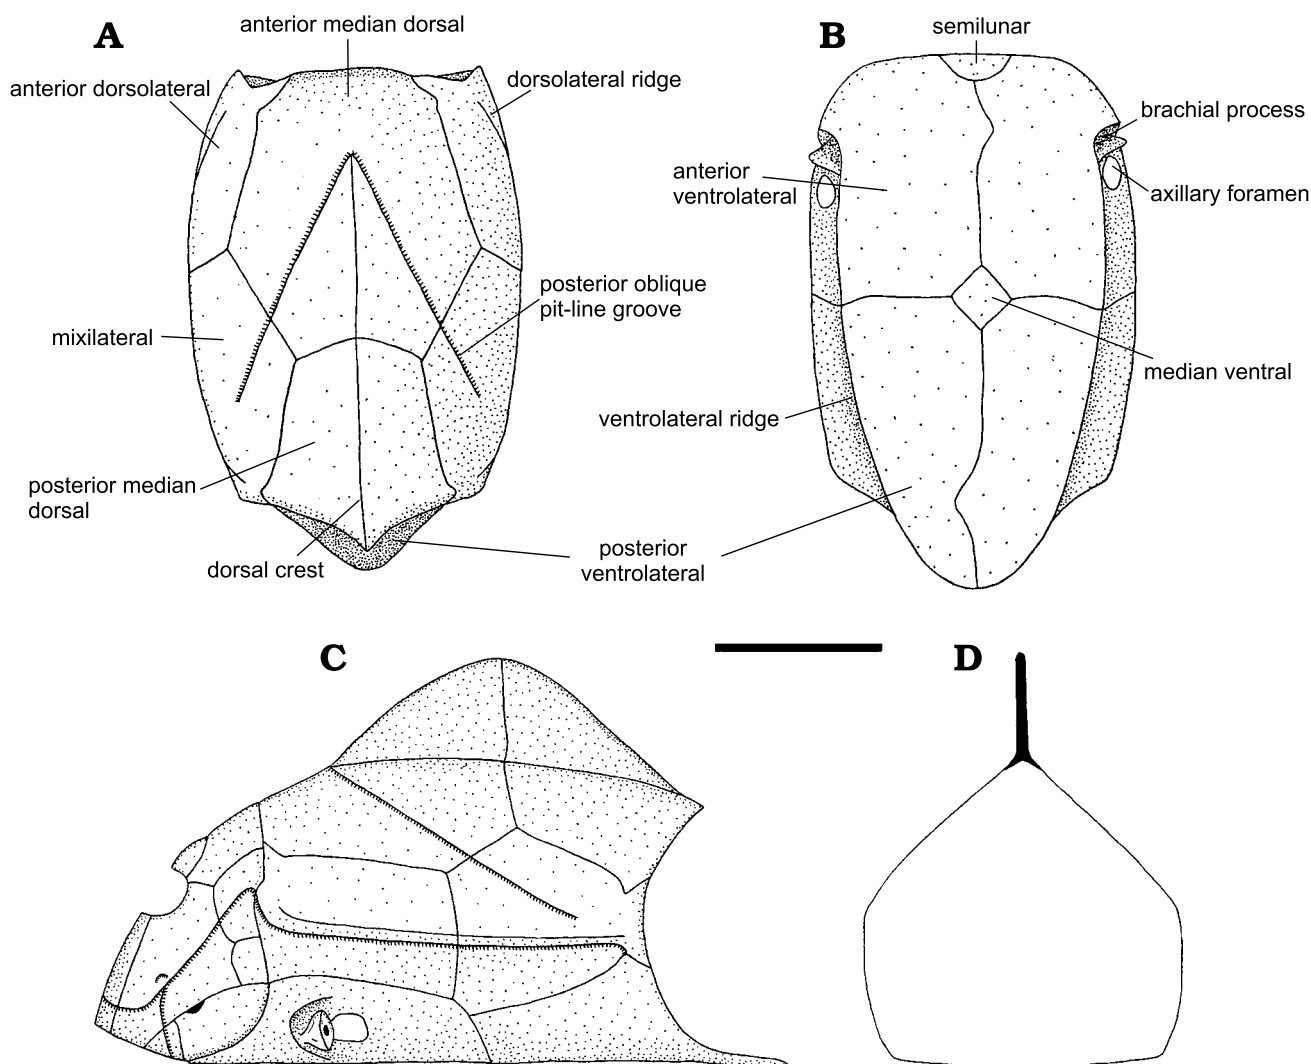 A
anterior median dorsal
anterior dorsolateral
dorsolateral ridge
posterior oblique
pit-line groove
mixilateral
posterior median
dorsal
dorsal crest
B
semilunar
brachial process
anterior
ventrolateral
axillary foramen
median ventral
ventrolateral ridge
posterior
ventrolateral
C
D